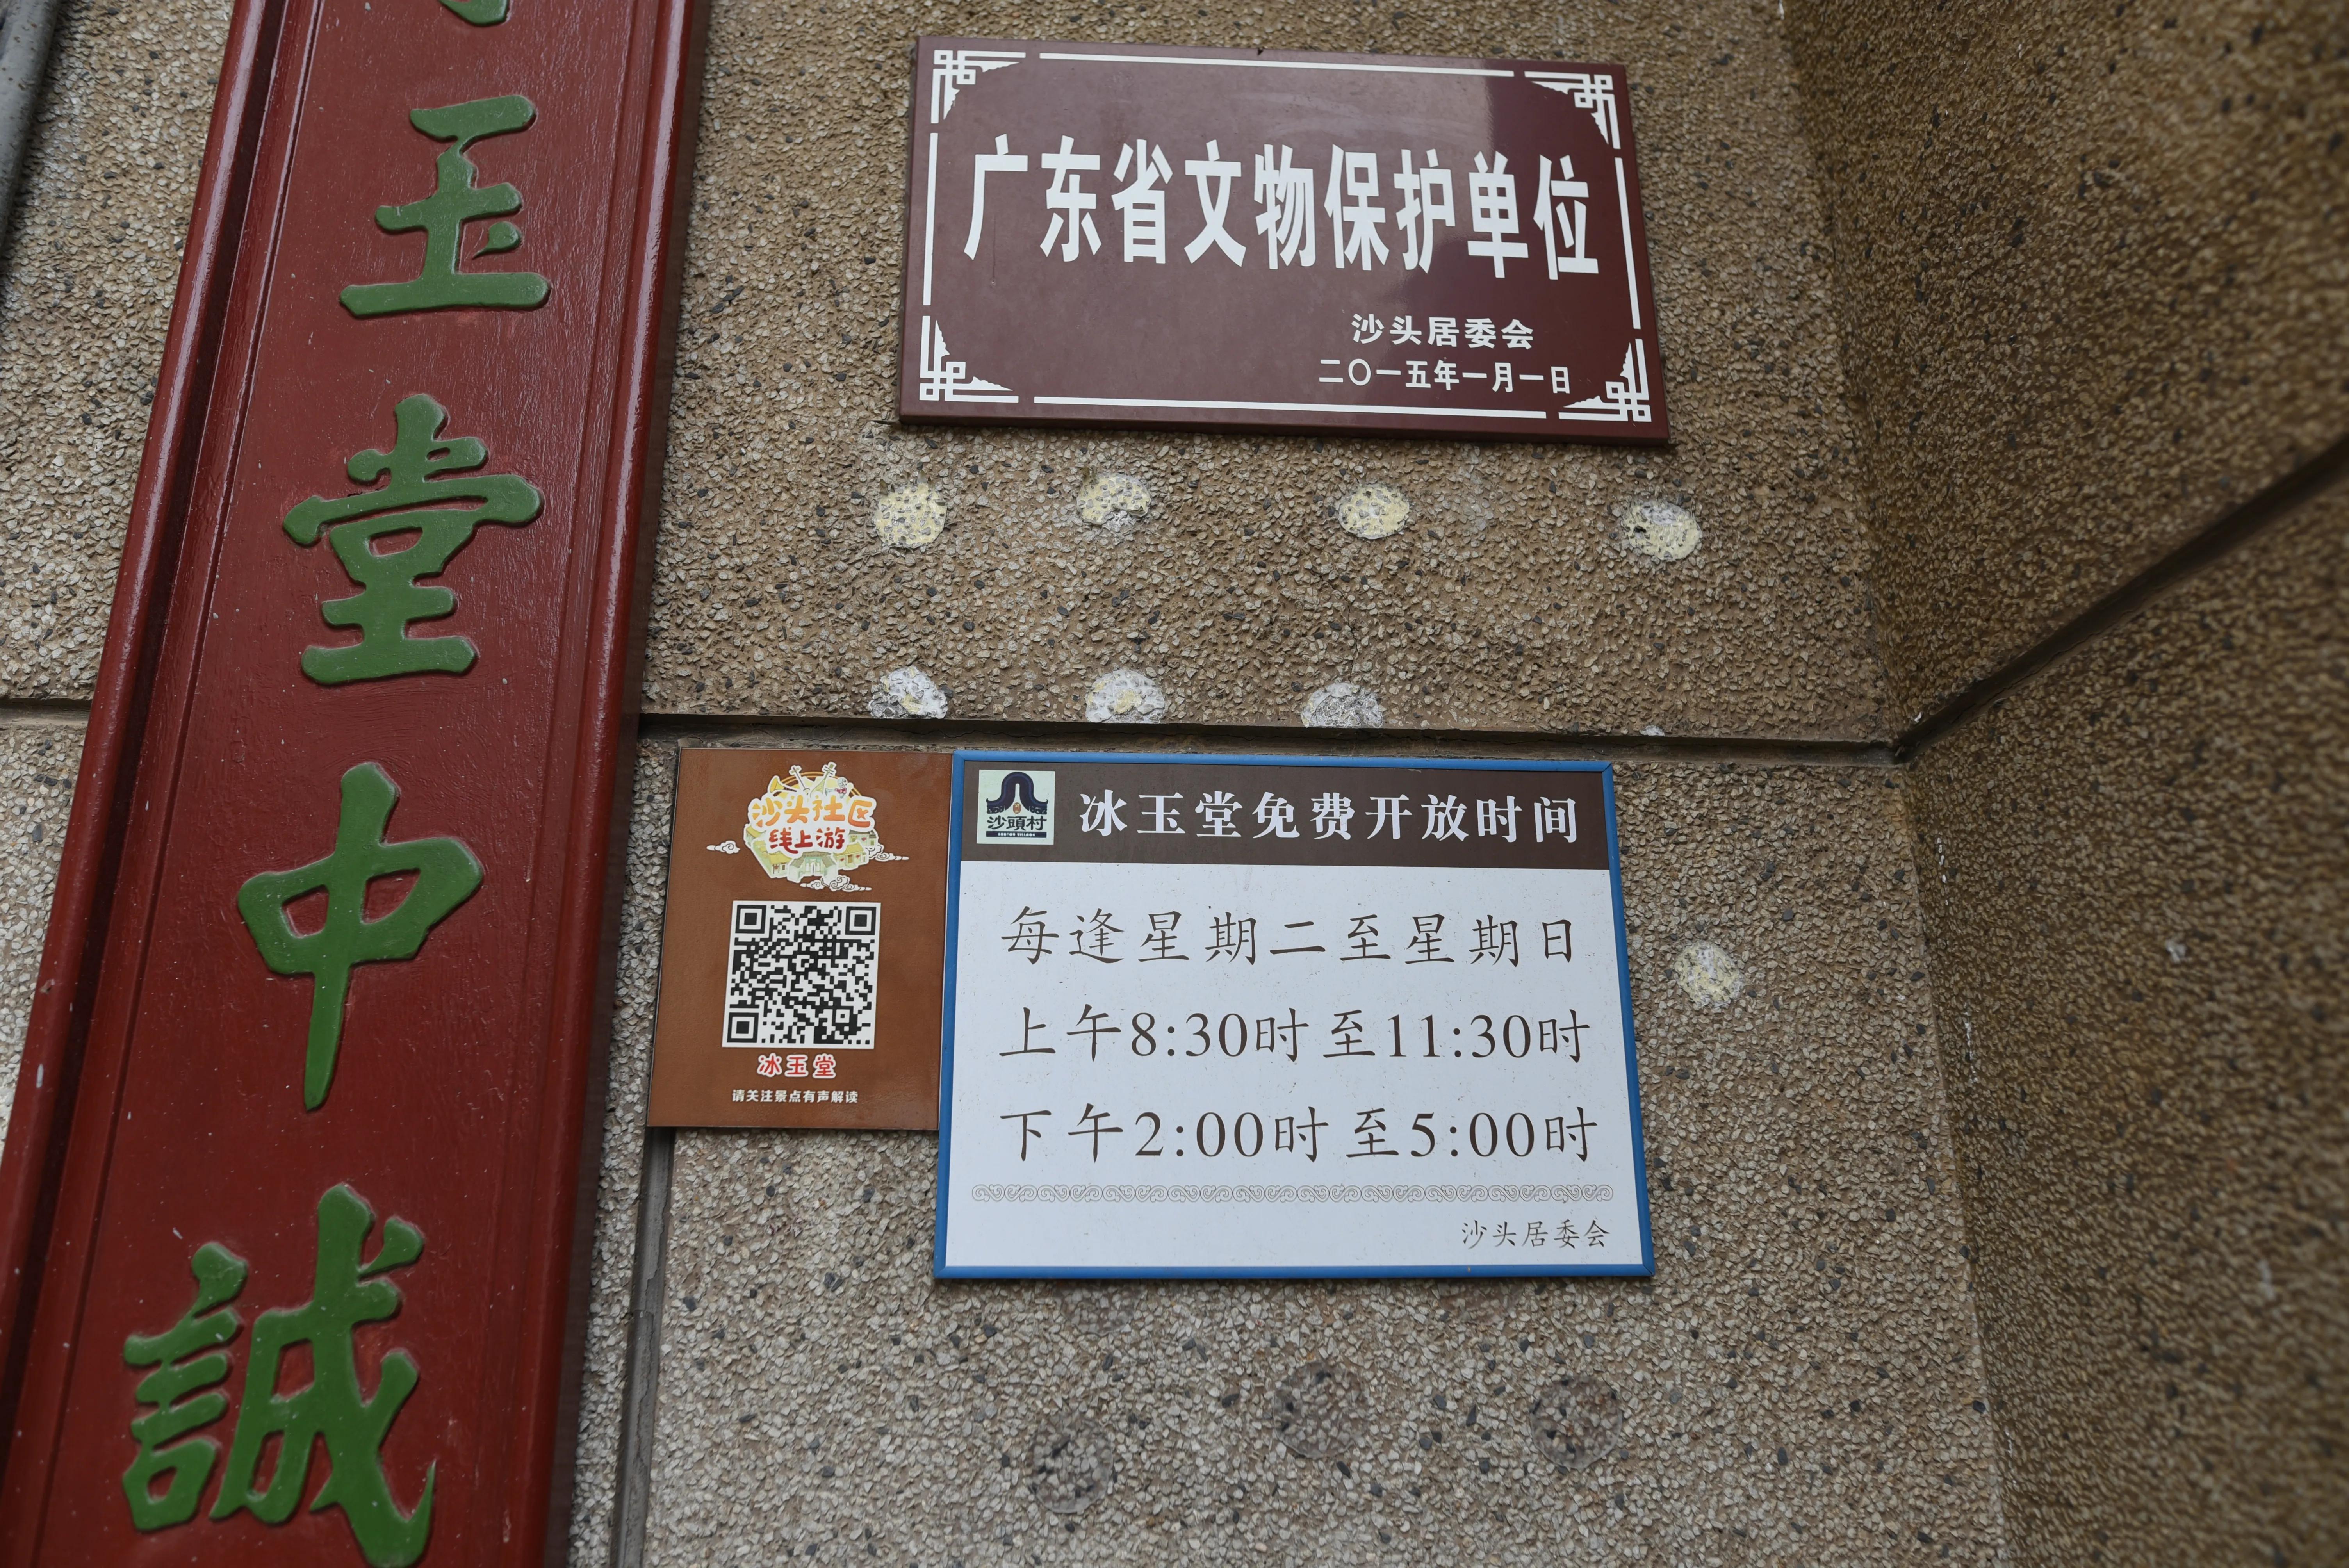 玉堂中誠
广东省文物保护单位
沙头居委会
二〇一五年一月一日
沙头社区
线上游
冰玉堂
请关注景点有声解读
沙頭村
冰玉堂免费开放时间
每逢星期二至星期日
上午8:30时至11:30时
下午2:00时至5:00时
沙头居委会